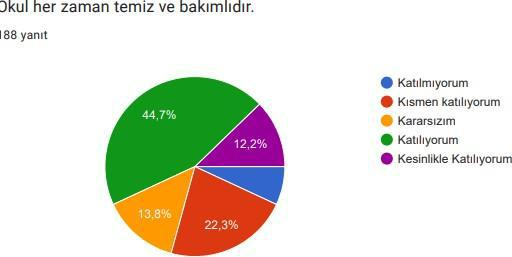 Okul her zaman temiz ve bakımlıdır.
188 yanıt
Katılmıyorum
Kısmen katılıyorum
Kararsızım
Katılıyorum
Kesinlikle Katılıyorum
44,7%
12,2%
13,8%
22,3%